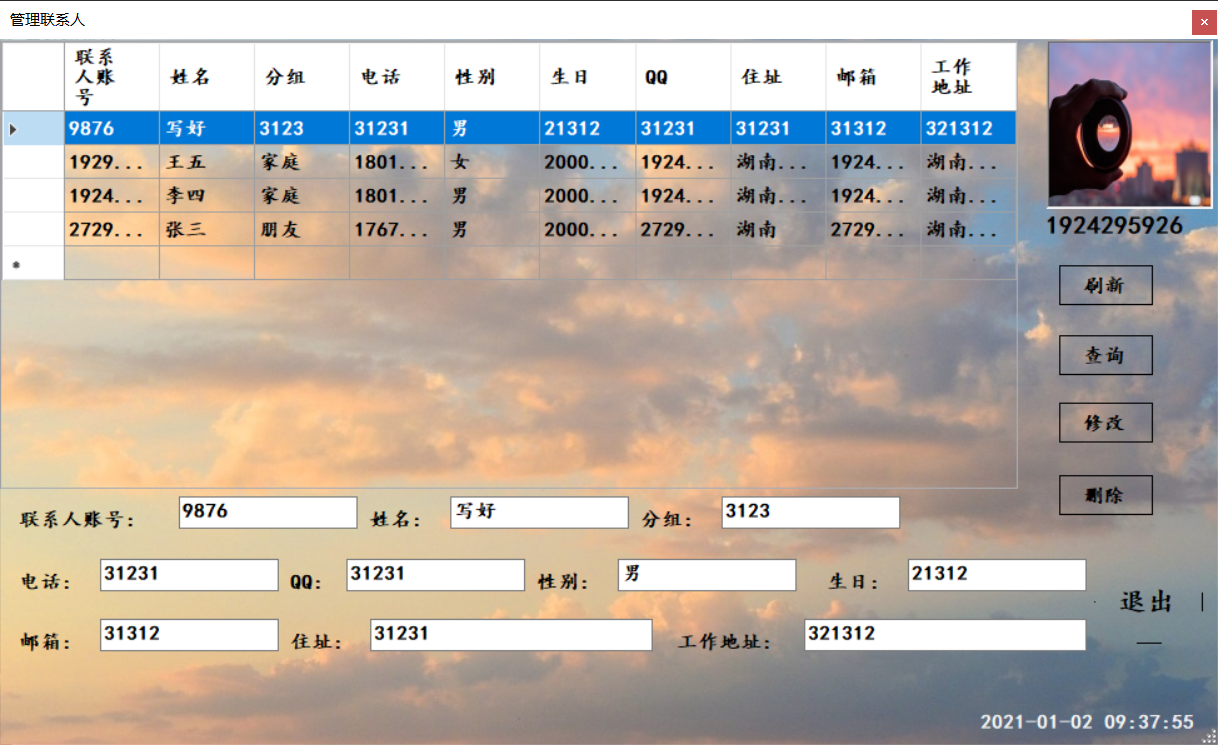 管理联系人
联系人账号 姓名 分组 电话 性别 生日 QQ 住址 邮箱 工作地址
9876 写好 3123 31231 男 21312 31231 31231 31312 321312
1929... 王五 家庭 1801... 女 2000... 1924... 湖南... 1924... 湖南...
1924... 李四 家庭 1801... 男 2000... 1924... 湖南... 1924... 湖南...
2729... 张三 朋友 1767... 男 2000... 2729... 湖南 2729... 湖南...
1924295926
刷新
查询
修改
删除
联系人账号: 9876 姓名: 写好 分组: 3123
电话: 31231 QQ: 31231 性别: 男 生日: 21312
退出
邮箱: 31312 住址: 31231 工作地址: 321312
2021-01-02 09:37:55